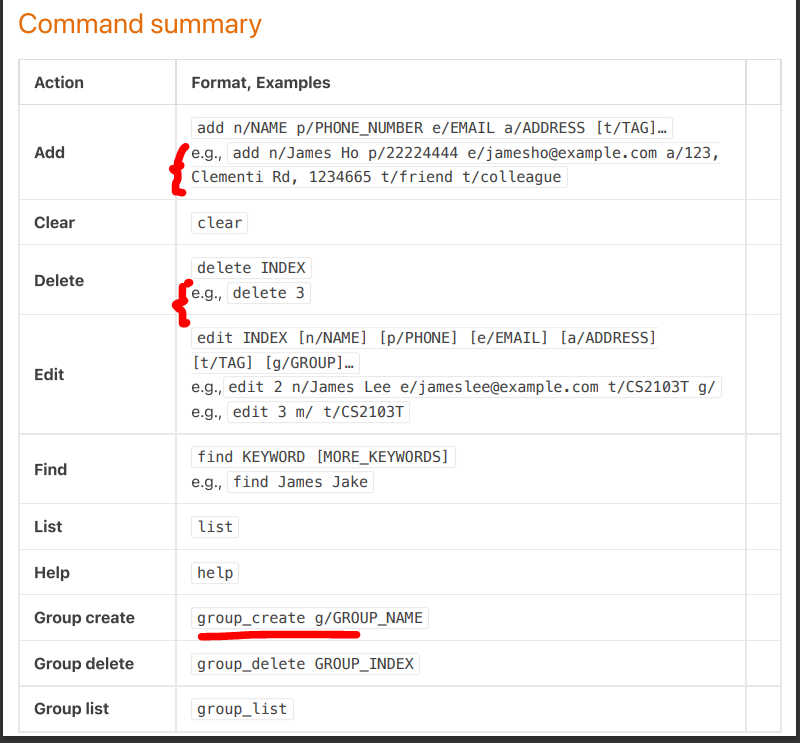 Command summary
Action Format, Examples
Add add n/NAME p/PHONE_NUMBER e/EMAIL a/ADDRESS [t/TAG]…
e.g., add n/James Ho p/22224444 e/jamesho@example.com a/123,
Clementi Rd, 1234665 t/friend t/colleague
Clear clear
Delete delete INDEX
e.g., delete 3
Edit edit INDEX [n/NAME] [p/PHONE] [e/EMAIL] [a/ADDRESS]
[t/TAG] [g/GROUP]…
e.g., edit 2 n/James Lee e/jameslee@example.com t/CS2103T g/
e.g., edit 3 m/ t/CS2103T
Find find KEYWORD [MORE_KEYWORDS]
e.g., find James Jake
List list
Help help
Group create group_create g/GROUP_NAME
Group delete group_delete GROUP_INDEX
Group list group_list